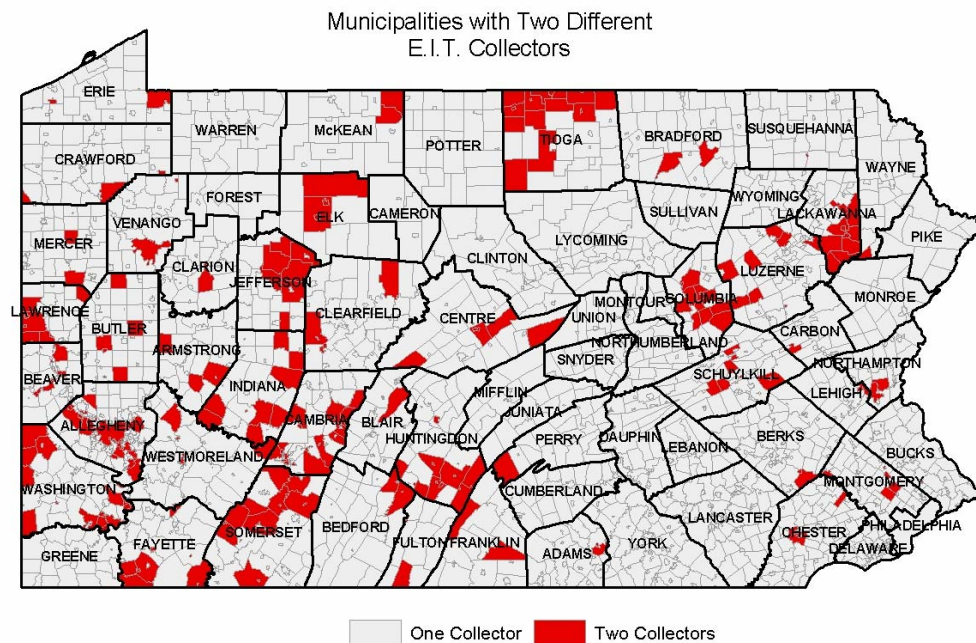 Municipalities with Two Different
E.I.T. Collectors
ERIE
WARREN
McKEAN
POTTER
TIOGA
BRADFORD
SUSQUEHANNA
WAYNE
CRAWFORD
FOREST
ELK
CAMERON
SULLIVAN
WYOMING
LACKAWANNA
PIKE
VENANGO
MERCER
CLARION
JEFFERSON
CLINTON
LYCOMING
LUZERNE
MONROE
LAWRENCE
BUTLER
CLEARFIELD
CENTRE
UNION
MONTOUR
COLUMBIA
CARBON
ARMSTRONG
SNYDER
NORTHUMBERLAND
SCHUYLKILL
NORTHAMPTON
BEAVER
INDIANA
MIFFLIN
LEHIGH
ALLEGHENY
CAMBRIA
BLAIR
HUNTINGDON
JUNIATA
PERRY
DAUPHIN
LEBANON
BERKS
BUCKS
WESTMORELAND
WASHINGTON
CUMBERLAND
MONTGOMERY
SOMERSET
BEDFORD
LANCASTER
CHESTER
PHILADELPHIA
GREENE
FAYETTE
FULTON
FRANKLIN
ADAMS
YORK
DELAWARE
One Collector
Two Collectors